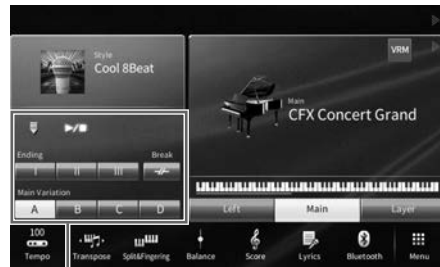 Style
Cool 8Beat
VRM
Main
CFX Concert Grand
Ending
Break
I
II
III
Main Variation
A
B
C
D
Left
Main
Layer
100
Tempo
Transpose
Split&Fingering
Balance
Score
Lyrics
Bluetooth
Menu